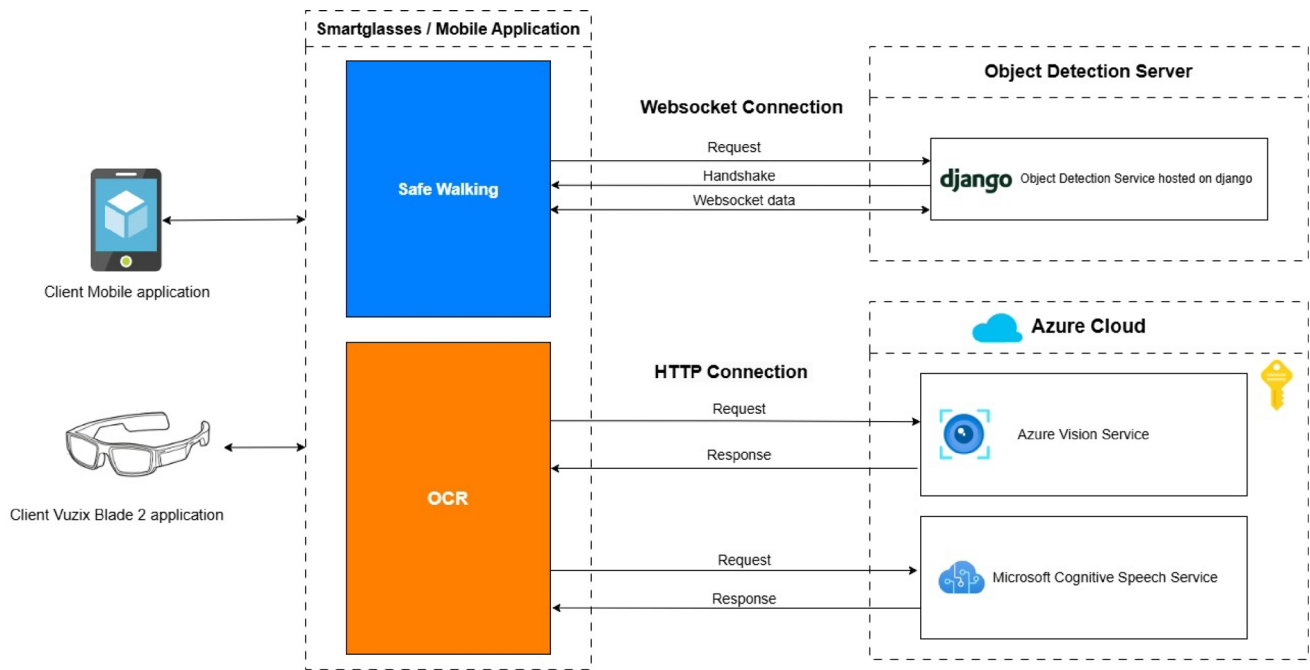 Smartglasses / Mobile Application
Safe Walking
Websocket Connection
Request
Handshake
Websocket data
Object Detection Server
django
Object Detection Service hosted on django
Client Mobile application
Azure Cloud
OCR
HTTP Connection
Request
Response
Azure Vision Service
Client Vuzix Blade 2 application
Request
Response
Microsoft Cognitive Speech Service